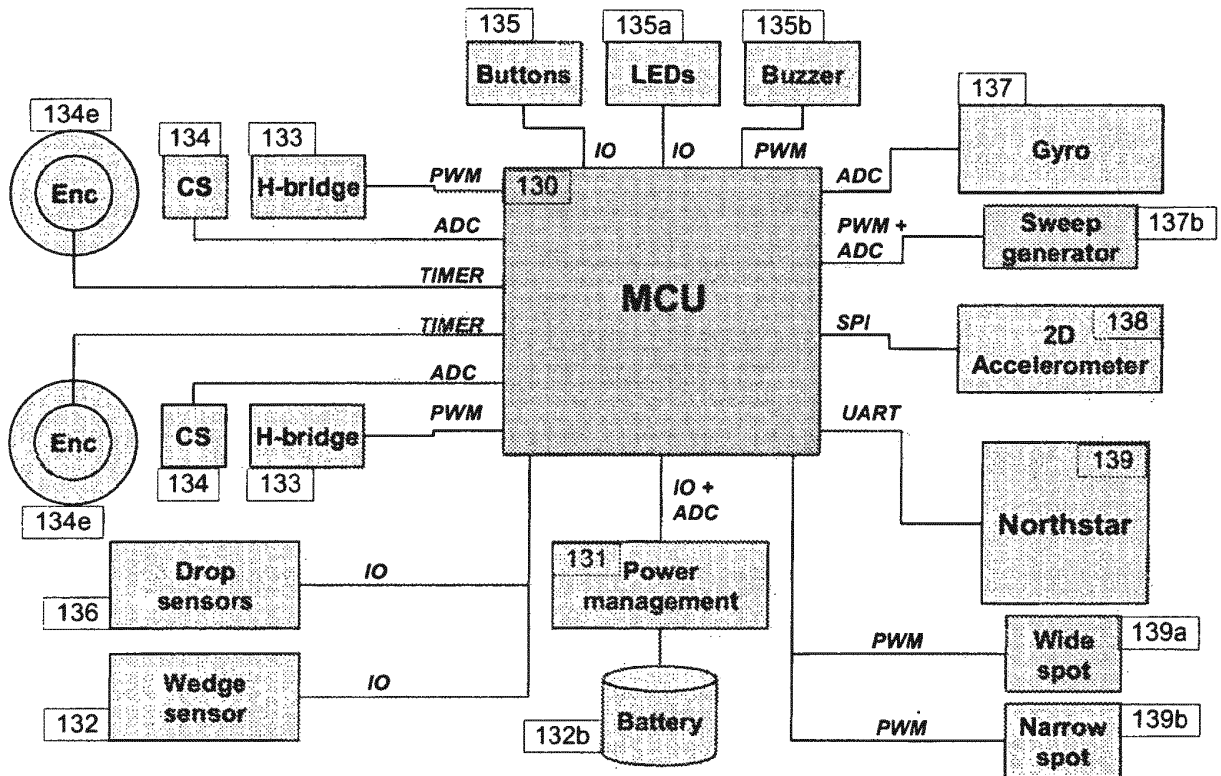 135
135a
135b
Buttons
LEDs
Buzzer
IO
IO
PWM
134e
Enc
134
CS
133
H-bridge
PWM
ADC
TIMER
130
MCU
137
Gyro
ADC
PWM +
ADC
Sweep
generator
137b
SPI
138
2D
Accelerometer
UART
139
Northstar
TIMER
ADC
PWM
Enc
134e
CS
134
H-bridge
133
Drop
sensors
136
IO
Wedge
sensor
132
IO
IO +
ADC
131
Power
management
Battery
132b
PWM
Wide
spot
139a
PWM
Narrow
spot
139b